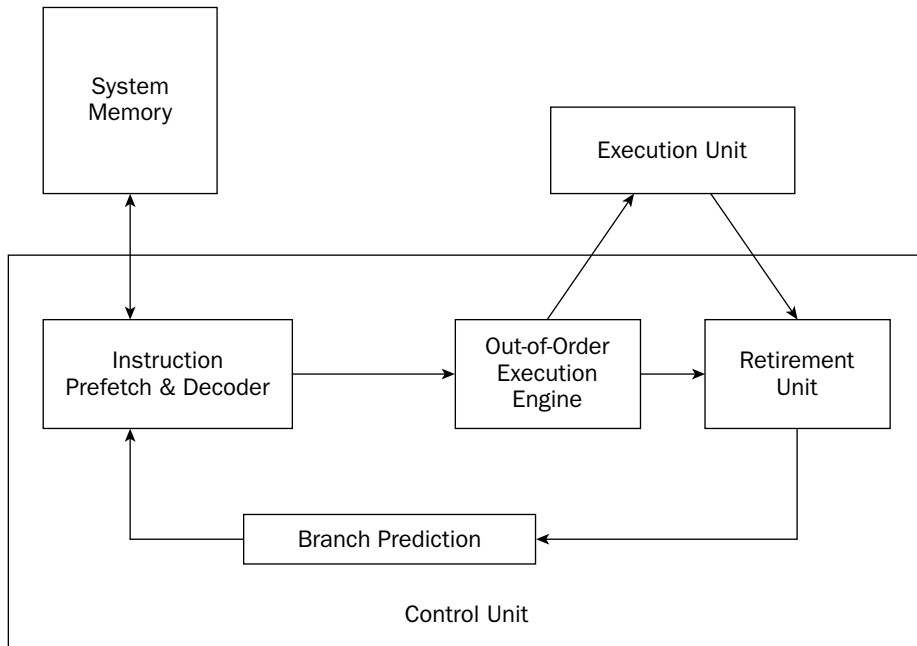 System
Memory
Execution Unit
Instruction
Prefetch & Decoder
Out-of-Order
Execution
Engine
Retirement
Unit
Branch Prediction
Control Unit